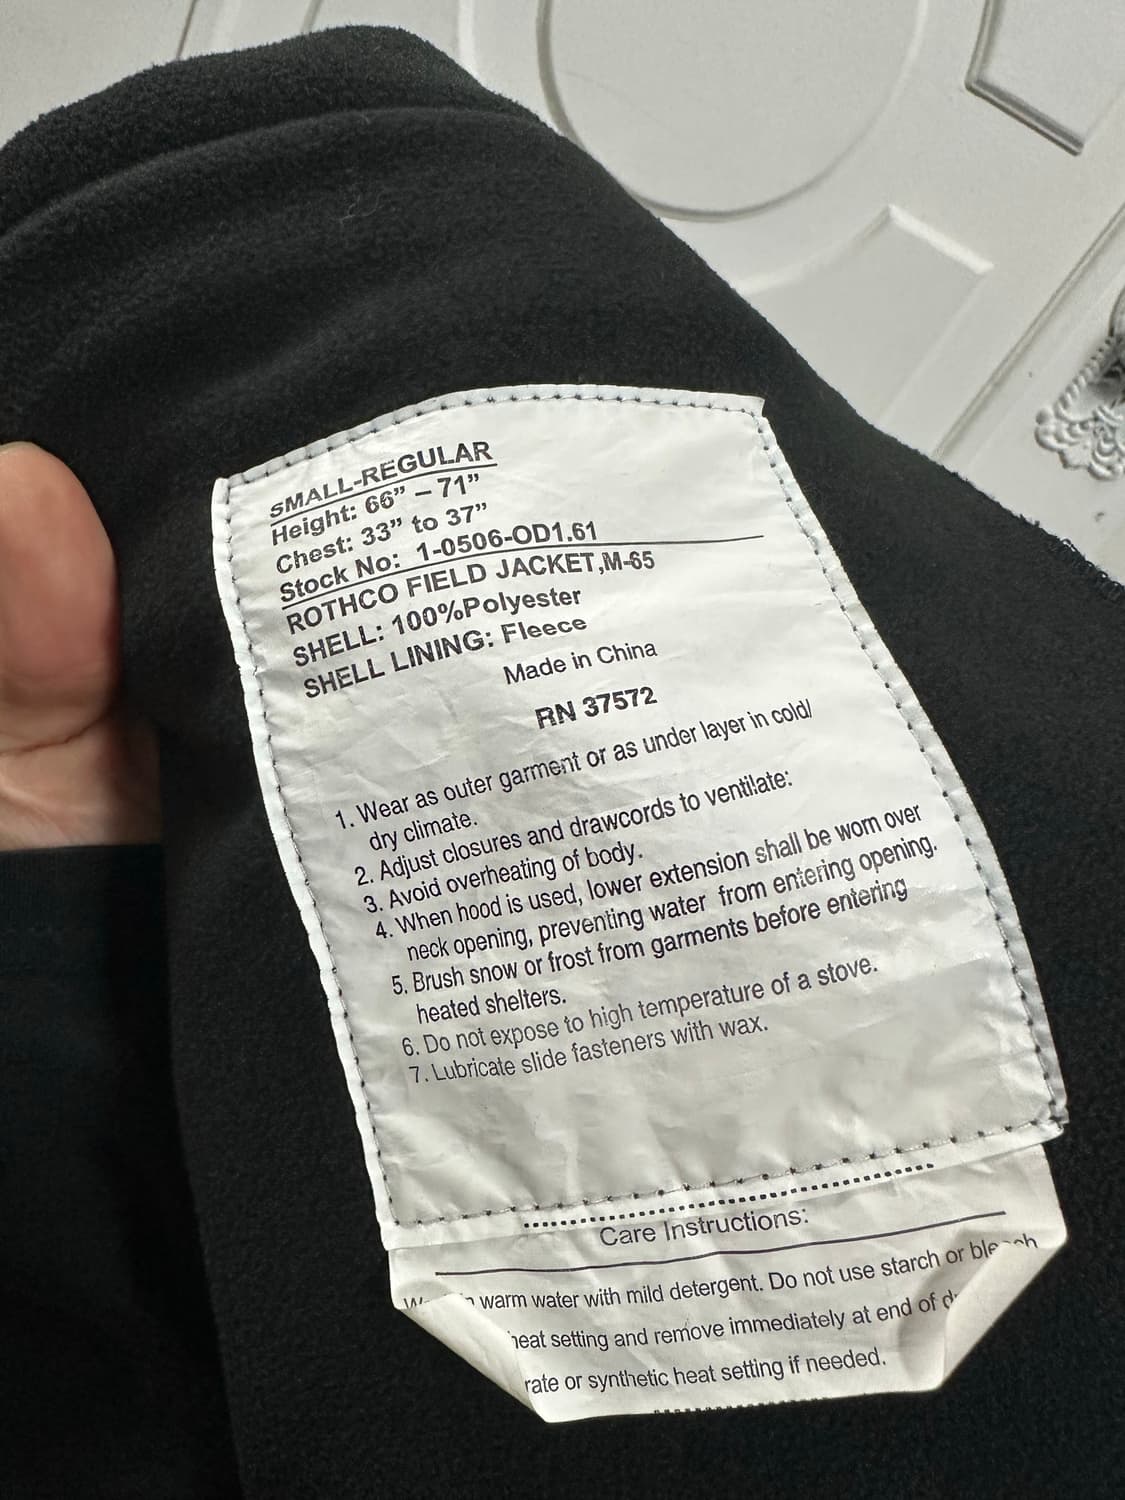 SMALL-REGULAR
Height: 66” – 71”
Chest: 33” to 37”
Stock No: 1-0506-OD1.61
ROTHCO FIELD JACKET,M-65
SHELL: 100%Polyester
SHELL LINING: Fleece
Made in China
RN 37572
1. Wear as outer garment or as under layer in cold/
dry climate.
2. Adjust closures and drawcords to ventilate:
3. Avoid overheating of body.
4. When hood is used, lower extension shall be worn over
neck opening, preventing water from entering opening.
5. Brush snow or frost from garments before entering
heated shelters.
6. Do not expose to high temperature of a stove.
7. Lubricate slide fasteners with wax.
Care Instructions:
warm water with mild detergent. Do not use starch or bleach
heat setting and remove immediately at end of
or synthetic heat setting if needed.